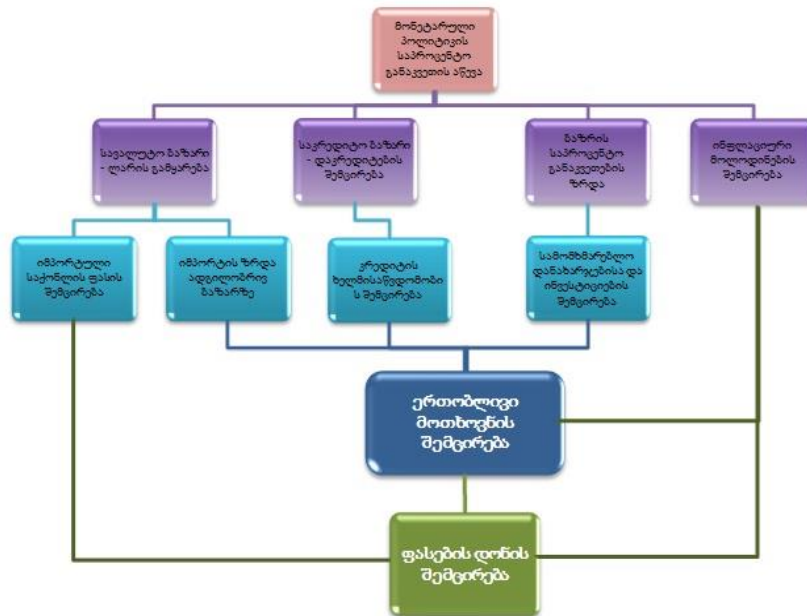 მონეტარული
პოლიტიკის
საპროცენტო
განაკვეთის აწევა
სავალუტო ბაზარი
- ლარის გამყარება
საკრედიტო ბაზარი
- დაკრედიტების
შემცირება
ბაზრის
საპროცენტო
განაკვეთების
ზრდა
ინფლაციური
მოლოდინების
შემცირება
იმპორტული
საქონლის ფასის
შემცირება
იმპორტის ზრდა
ადგილობრივ
ბაზარზე
კრედიტის
ხელმისაწვდომობი
ს შემცირება
სამომხმარებლო
დანახარჯებისა და
ინვესტიციების
შემცირება
ერთობლივი
მოთხოვნის
შემცირება
ფასების დონის
შემცირება